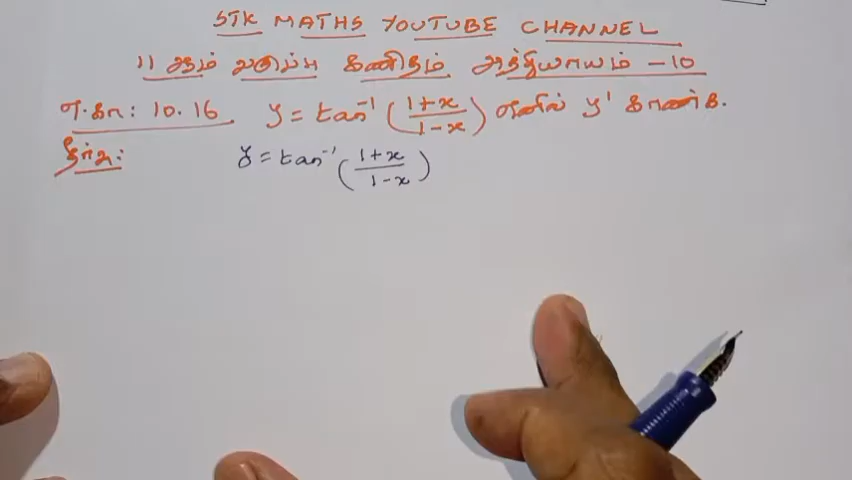 STK MATHS YOUTUBE CHANNEL
11 ஆம் வகுப்பு கணிதம் அத்தியாயம் - 10
எ.கா: 10.16 y = tan⁻¹ (1+x / 1-x) எனில் y' காண்க.
தீர்வு: y = tan⁻¹ (1+x / 1-x)